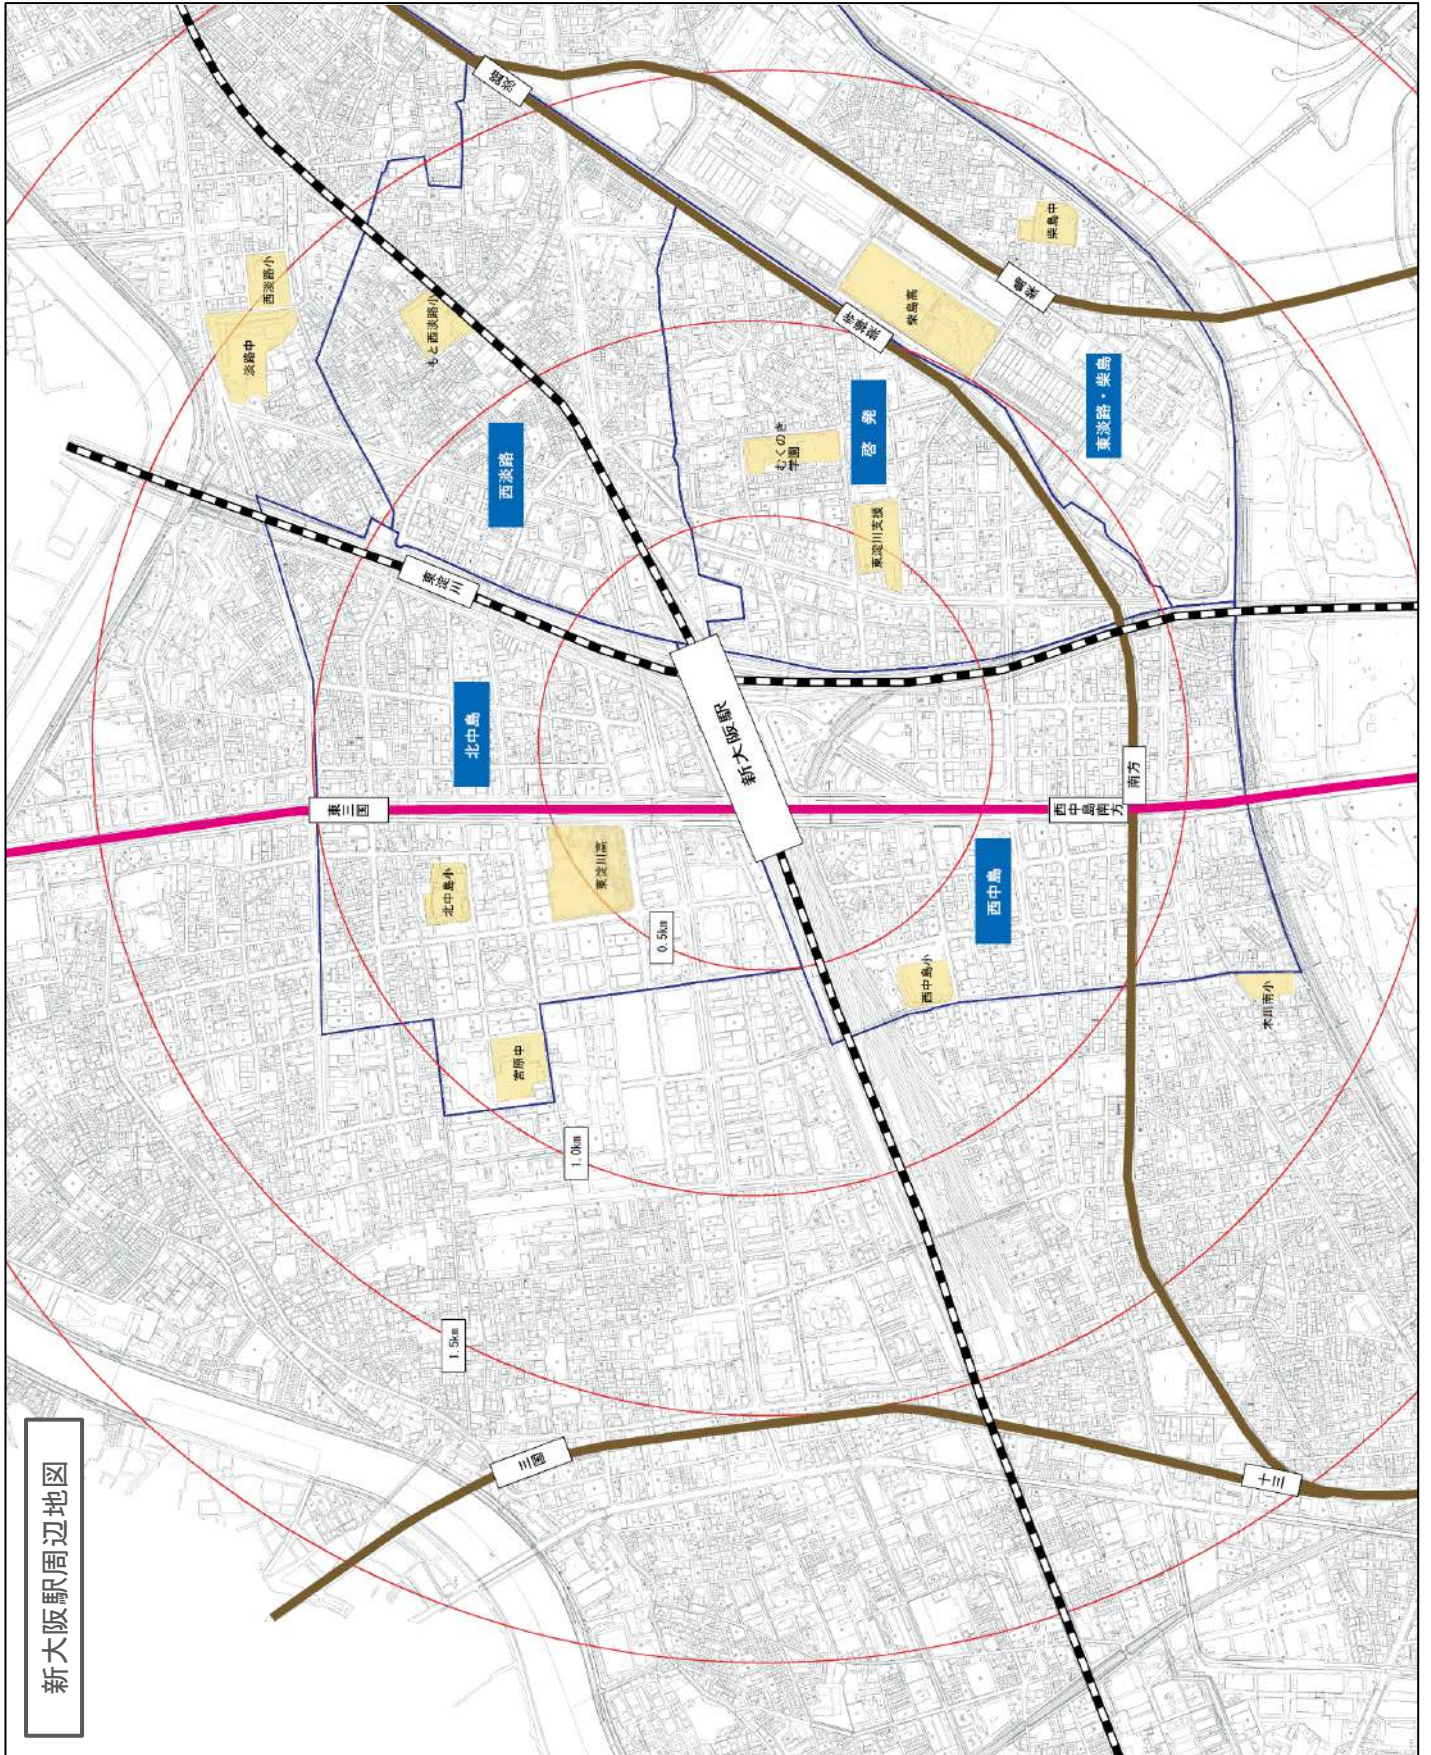 新大阪駅周辺地図
三国
十三
1.5km
1.0km
0.5km
宮原中
北中島小
東淀川高
西中島小
木川南小
西中島
東三国
西中島南方
南方
新大阪駅
北中島
東淀川
西淡路
淡路中
西淡路小
もと西淡路小
淡路
むくのき
学園
啓 発
東淀川支援
崇禅寺
柴島高
柴島
柴島中
東淡路・柴島